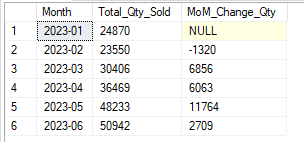 Month Total_Qty_Sold MoM_Change_Qty
1 2023-01 24870 NULL
2 2023-02 23550 -1320
3 2023-03 30406 6856
4 2023-04 36469 6063
5 2023-05 48233 11764
6 2023-06 50942 2709